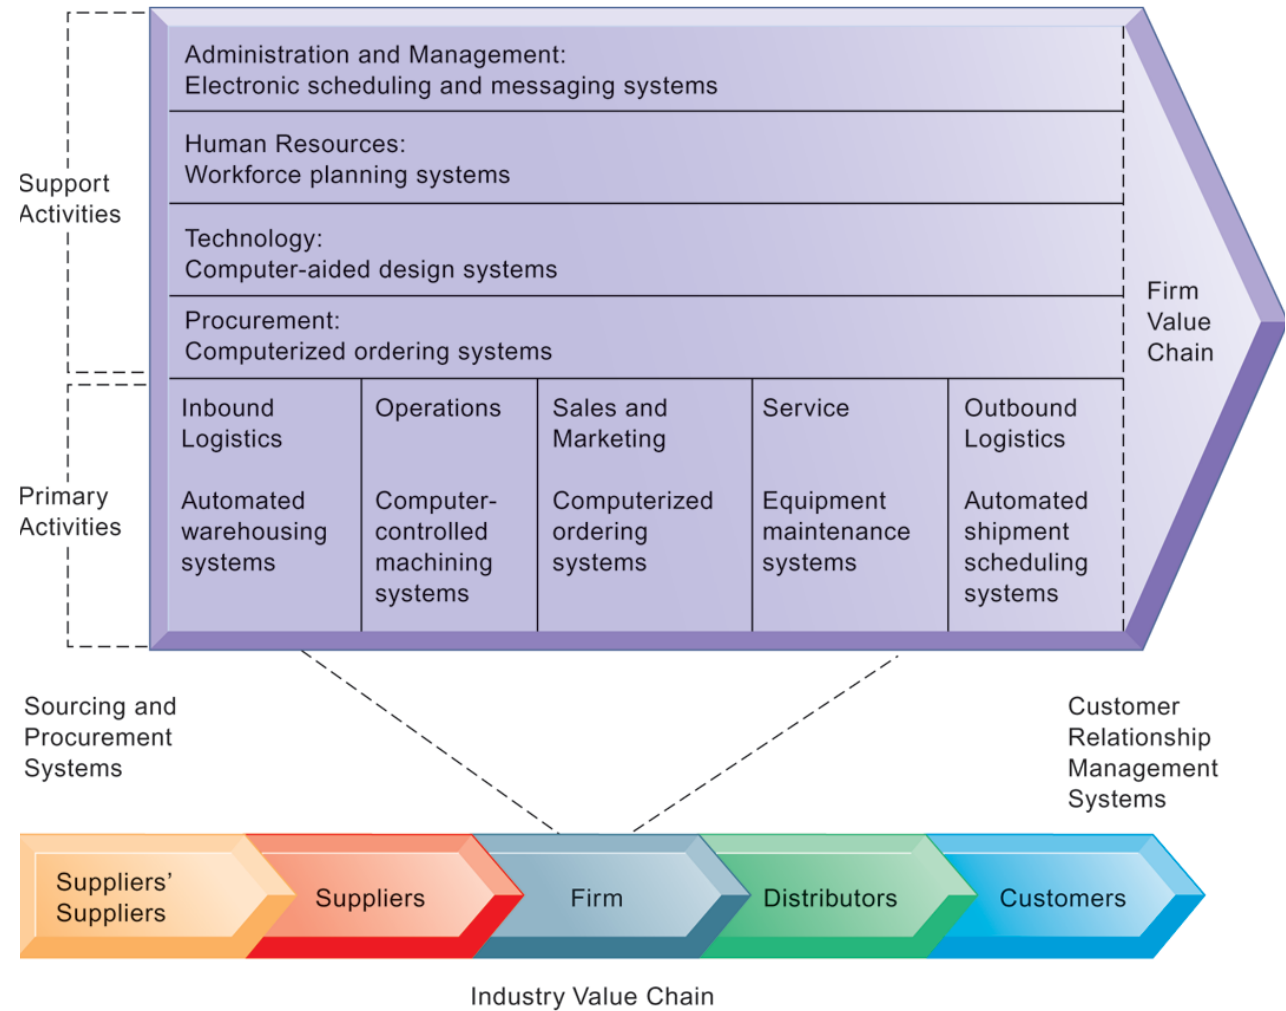 Administration and Management:
Electronic scheduling and messaging systems
Human Resources:
Workforce planning systems
Support
Activities
Technology:
Computer-aided design systems
Firm
Value
Chain
Procurement:
Computerized ordering systems
Primary
Activities
Inbound
Logistics
Automated
warehousing
systems
Operations
Computer-
controlled
machining
systems
Sales and
Marketing
Computerized
ordering
systems
Service
Equipment
maintenance
systems
Outbound
Logistics
Automated
shipment
scheduling
systems
Sourcing and
Procurement
Systems
Customer
Relationship
Management
Systems
Suppliers’
Suppliers
Suppliers
Firm
Distributors
Customers
Industry Value Chain